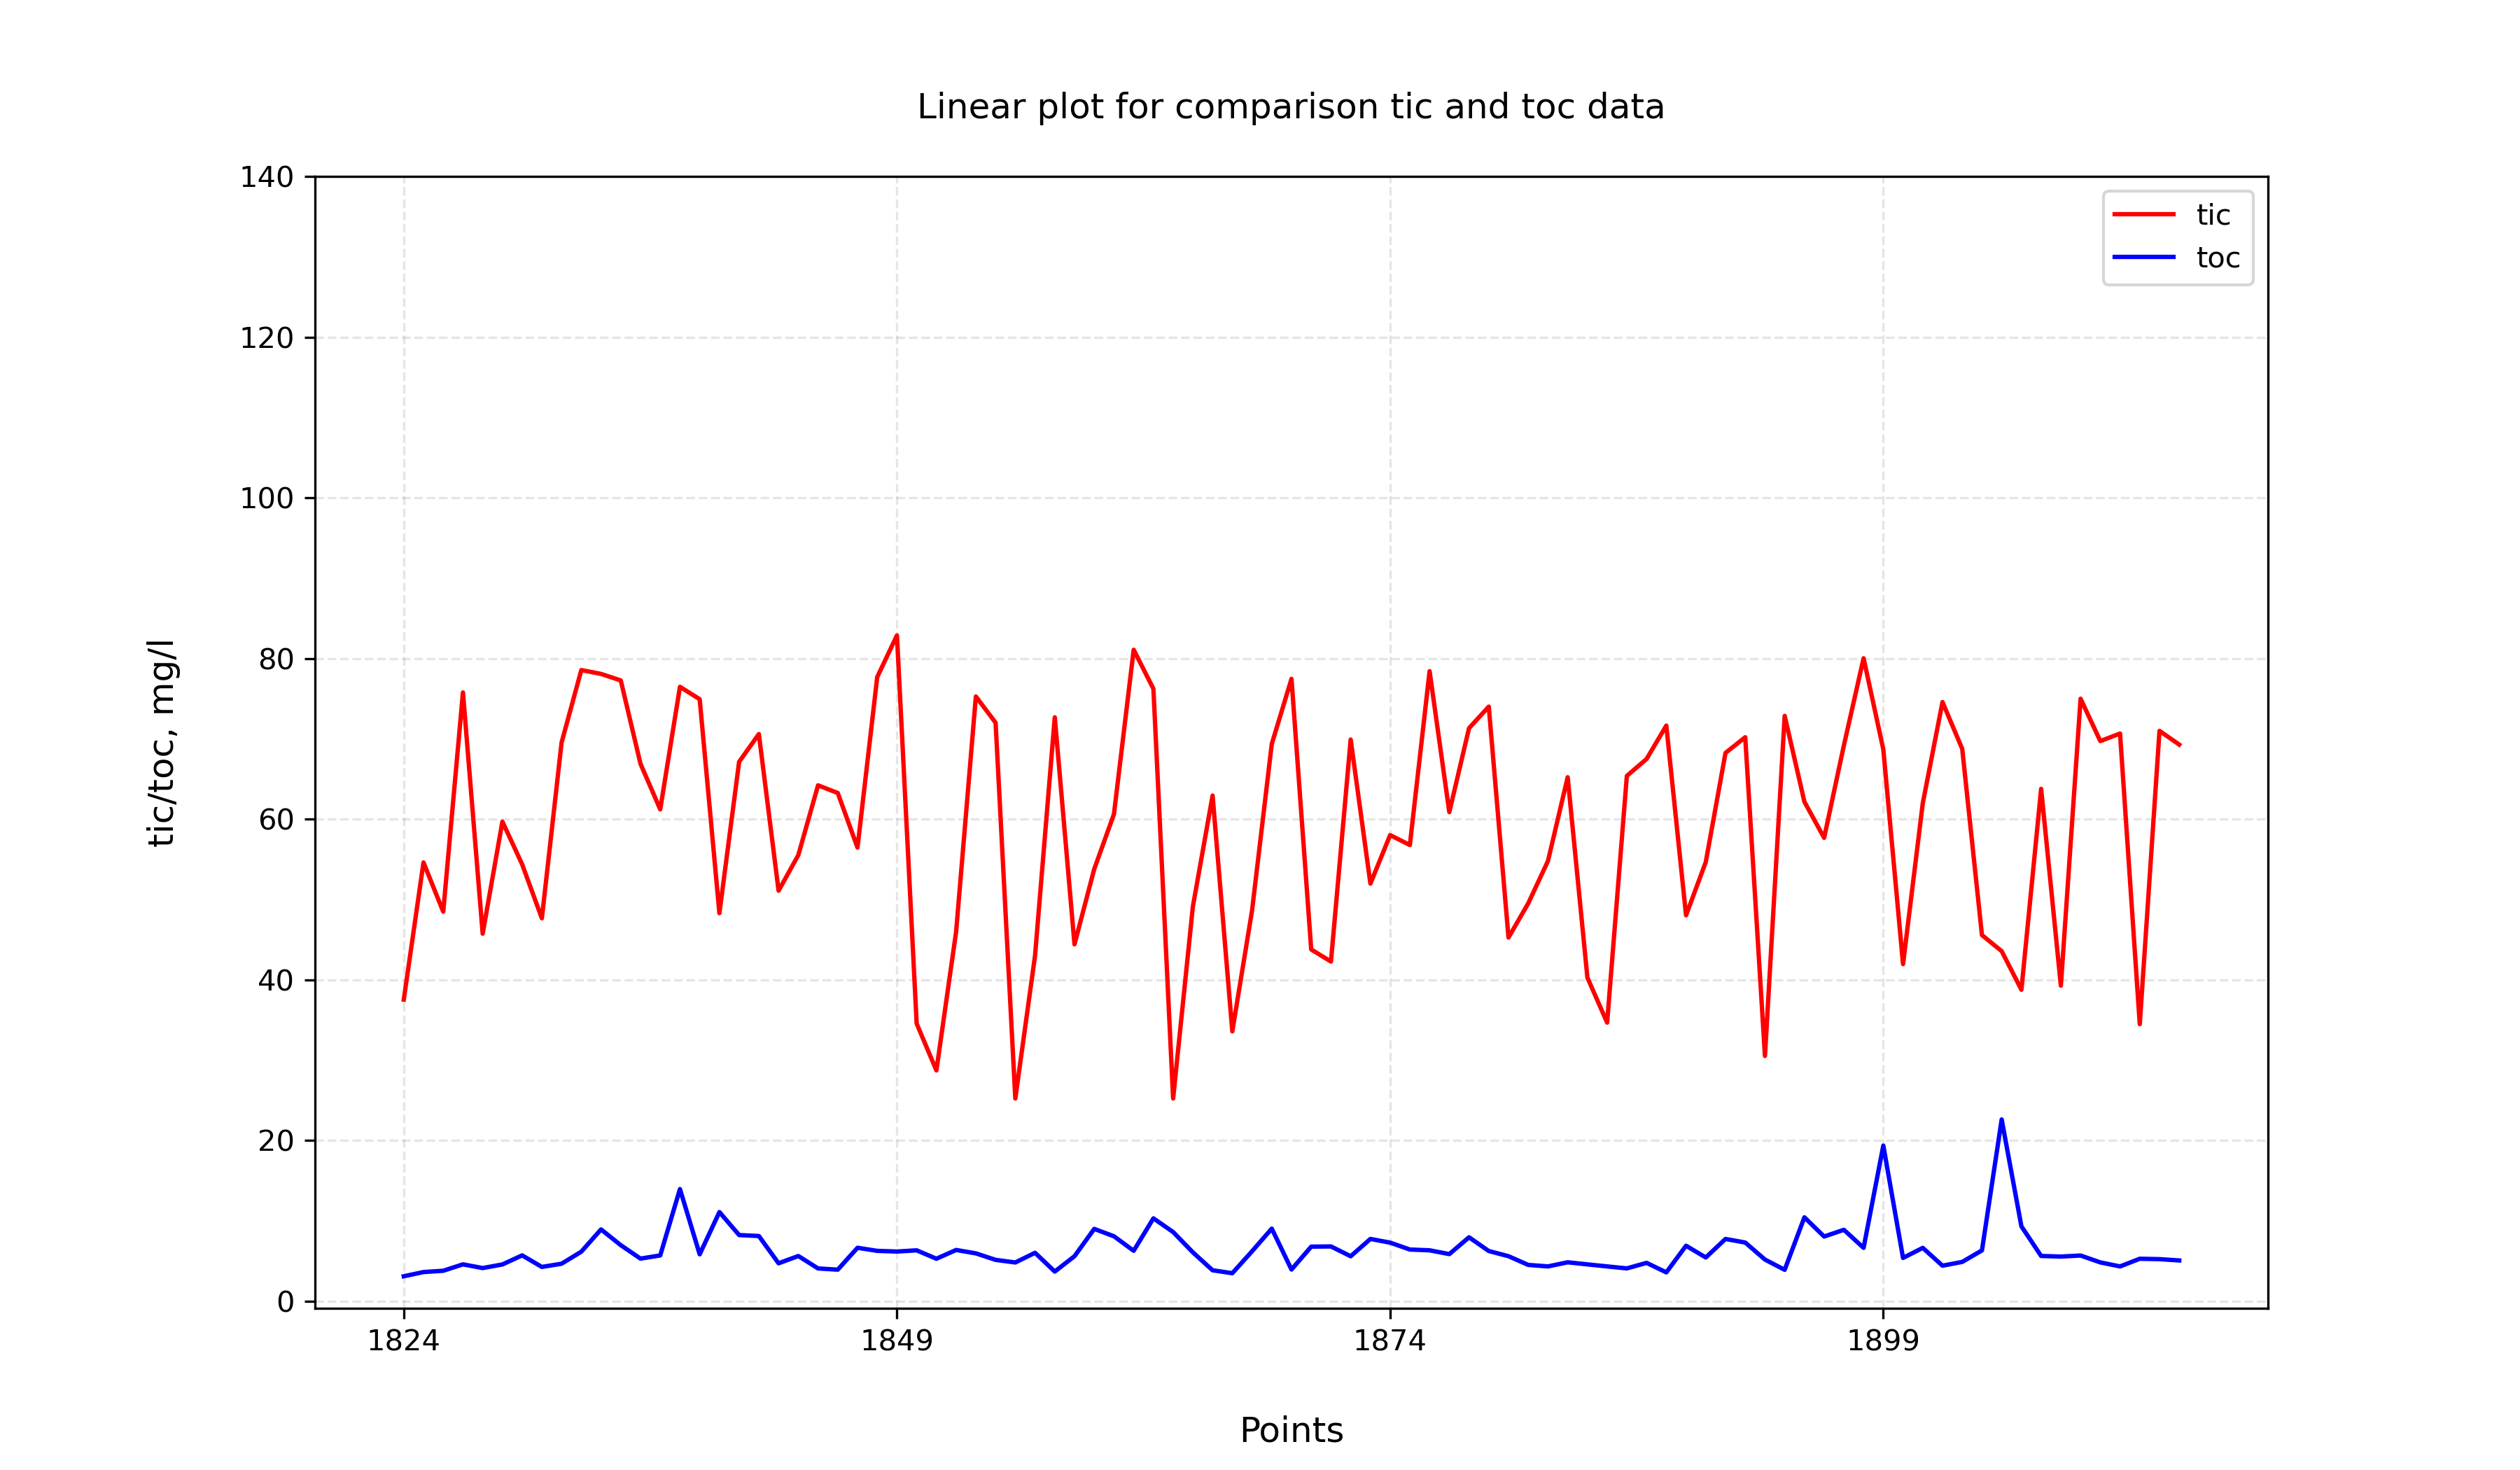 Linear plot for comparison tic and toc data
tic
toc
tic/toc, mg/l
140
120
100
80
60
40
20
0
1824 1849 1874 1899
Points